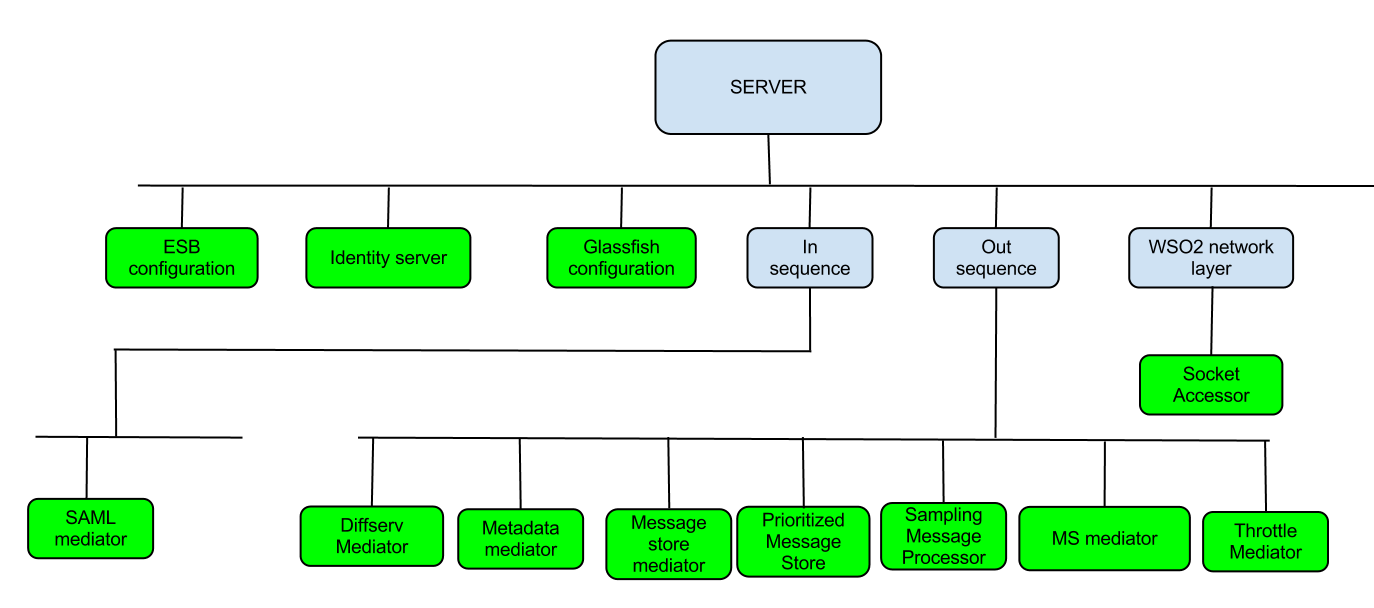 SERVER
ESB
configuration
Identity server
Glassfish
configuration
In
sequence
Out
sequence
WSO2 network
layer
Socket
Accessor
SAML
mediator
Diffserv
Mediator
Metadata
mediator
Message
store
mediator
Prioritized
Message
Store
Sampling
Message
Processor
MS mediator
Throttle
Mediator